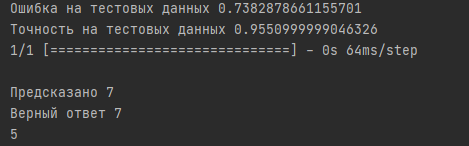 Ошибка на тестовых данных 0.7382878661155701
Точность на тестовых данных 0.9550999999046326
1/1 [==============================] - 0s 64ms/step
Предсказано 7
Верный ответ 7
5